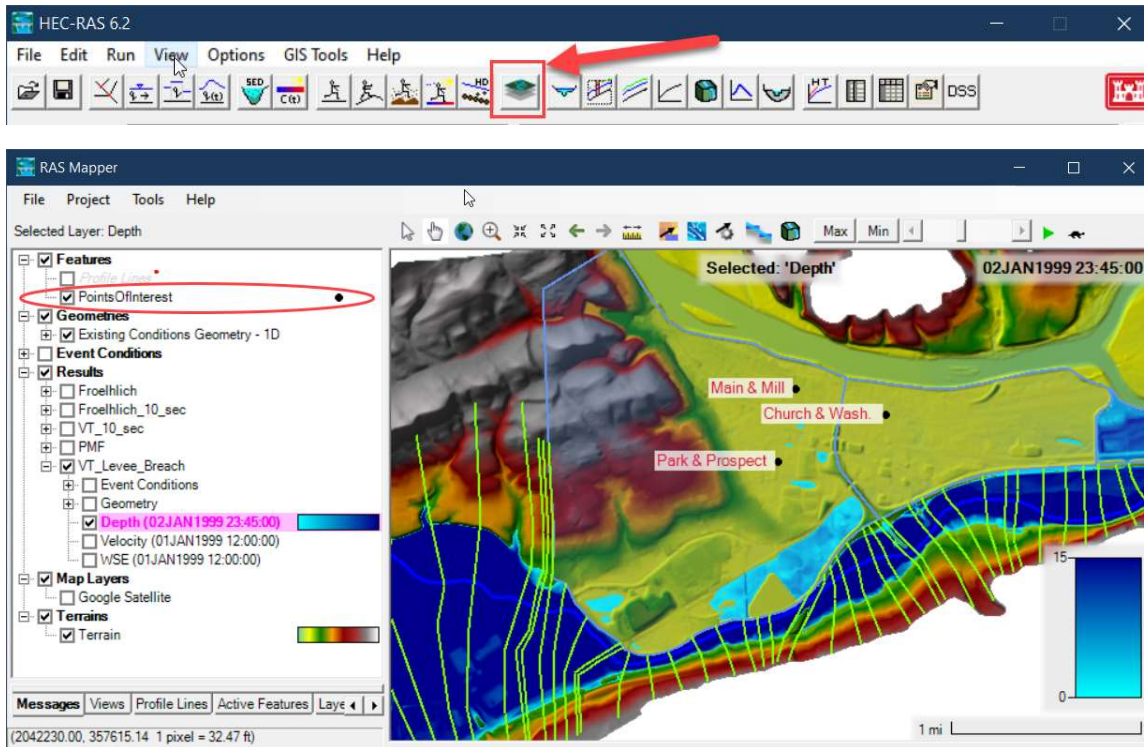 HEC-RAS 6.2
File Edit Run View Options GIS Tools Help
SED
C(t)
HD
H.T.
DSS
RAS Mapper
File Project Tools Help
Selected Layer: Depth
Max Min
Features
Profile Lines
PointsOfInterest
Geometries
Existing Conditions Geometry - 1D
Event Conditions
Results
Froelhlich
Froelhlich_10_sec
VT_10_sec
PMF
VT_Levee_Breach
Event Conditions
Geometry
Depth (02JAN1999 23:45:00)
Velocity (01JAN1999 12:00:00)
WSE (01JAN1999 12:00:00)
Map Layers
Google Satellite
Terrains
Terrain
Messages Views Profile Lines Active Features Laye
(2042230.00, 357615.14 1 pixel = 32.47 ft)
Selected: 'Depth'
02JAN1999 23:45:00
Main & Mill
Church & Wash.
Park & Prospect
15
0
1 mi